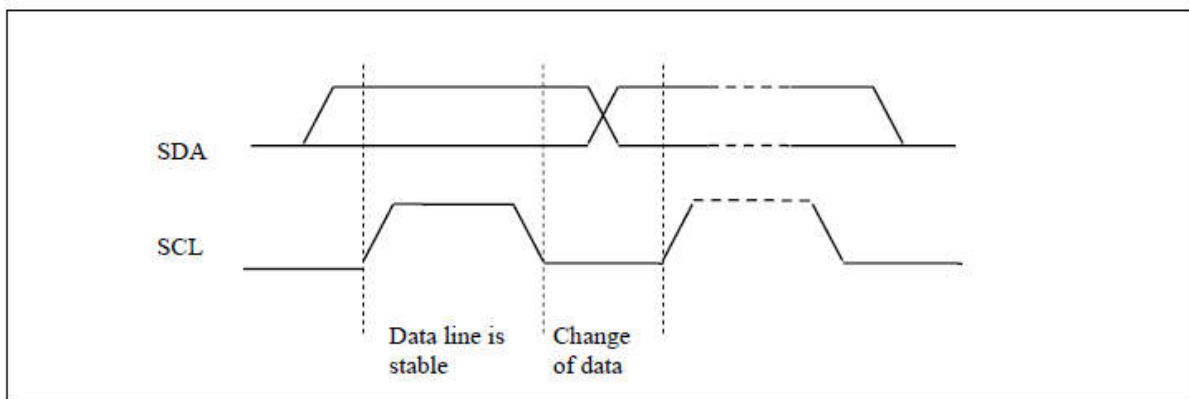 SDA
SCL
Data line is
stable
Change
of data